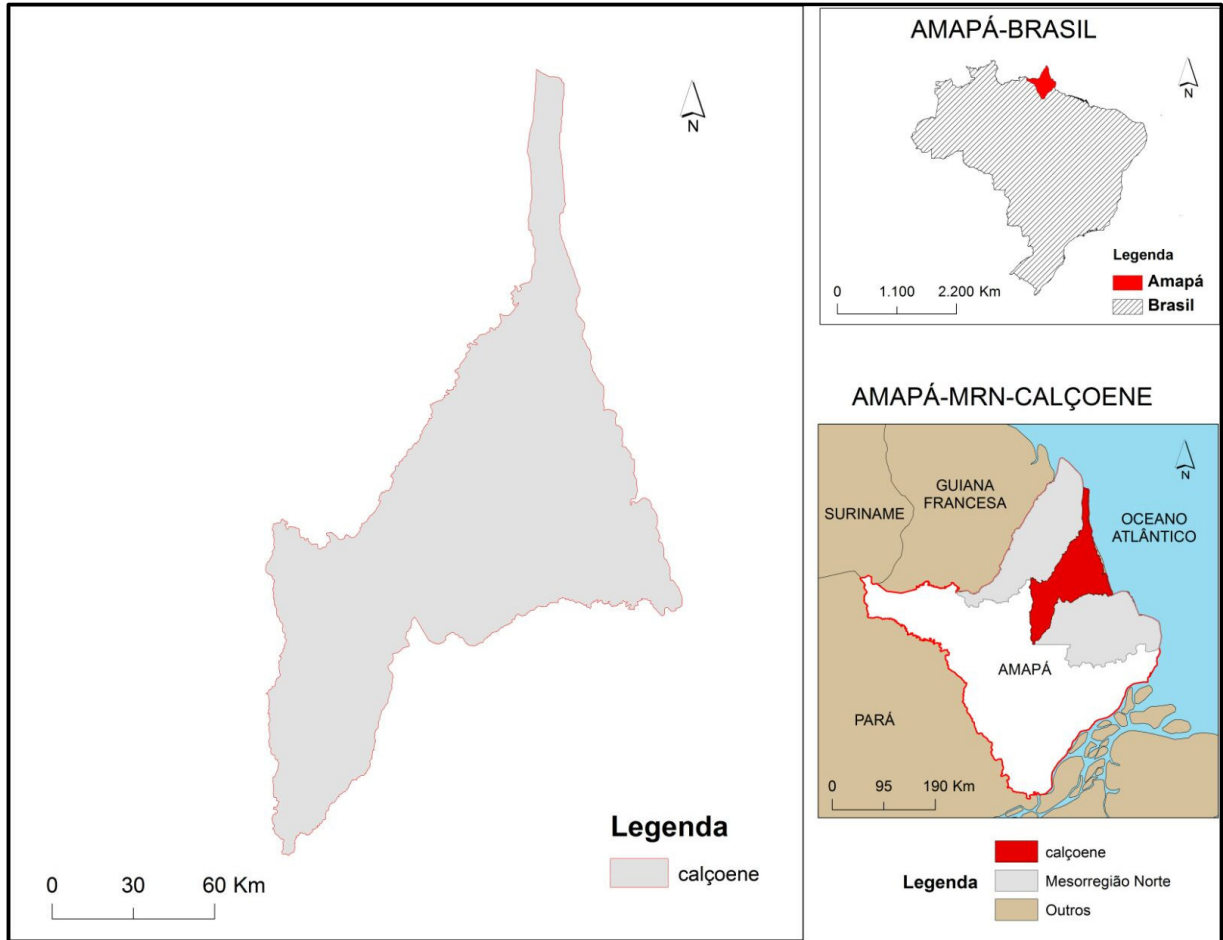 N
0 30 60 Km
Legenda
calçoene
AMAPÁ-BRASIL
N
Legenda
Amapá
Brasil
0 1.100 2.200 Km
AMAPÁ-MRN-CALÇOENE
N
GUIANA
FRANCESA
SURINAME
OCEANO
ATLÂNTICO
AMAPÁ
PARÁ
0 95 190 Km
Legenda
calçoene
Mesorregião Norte
Outros